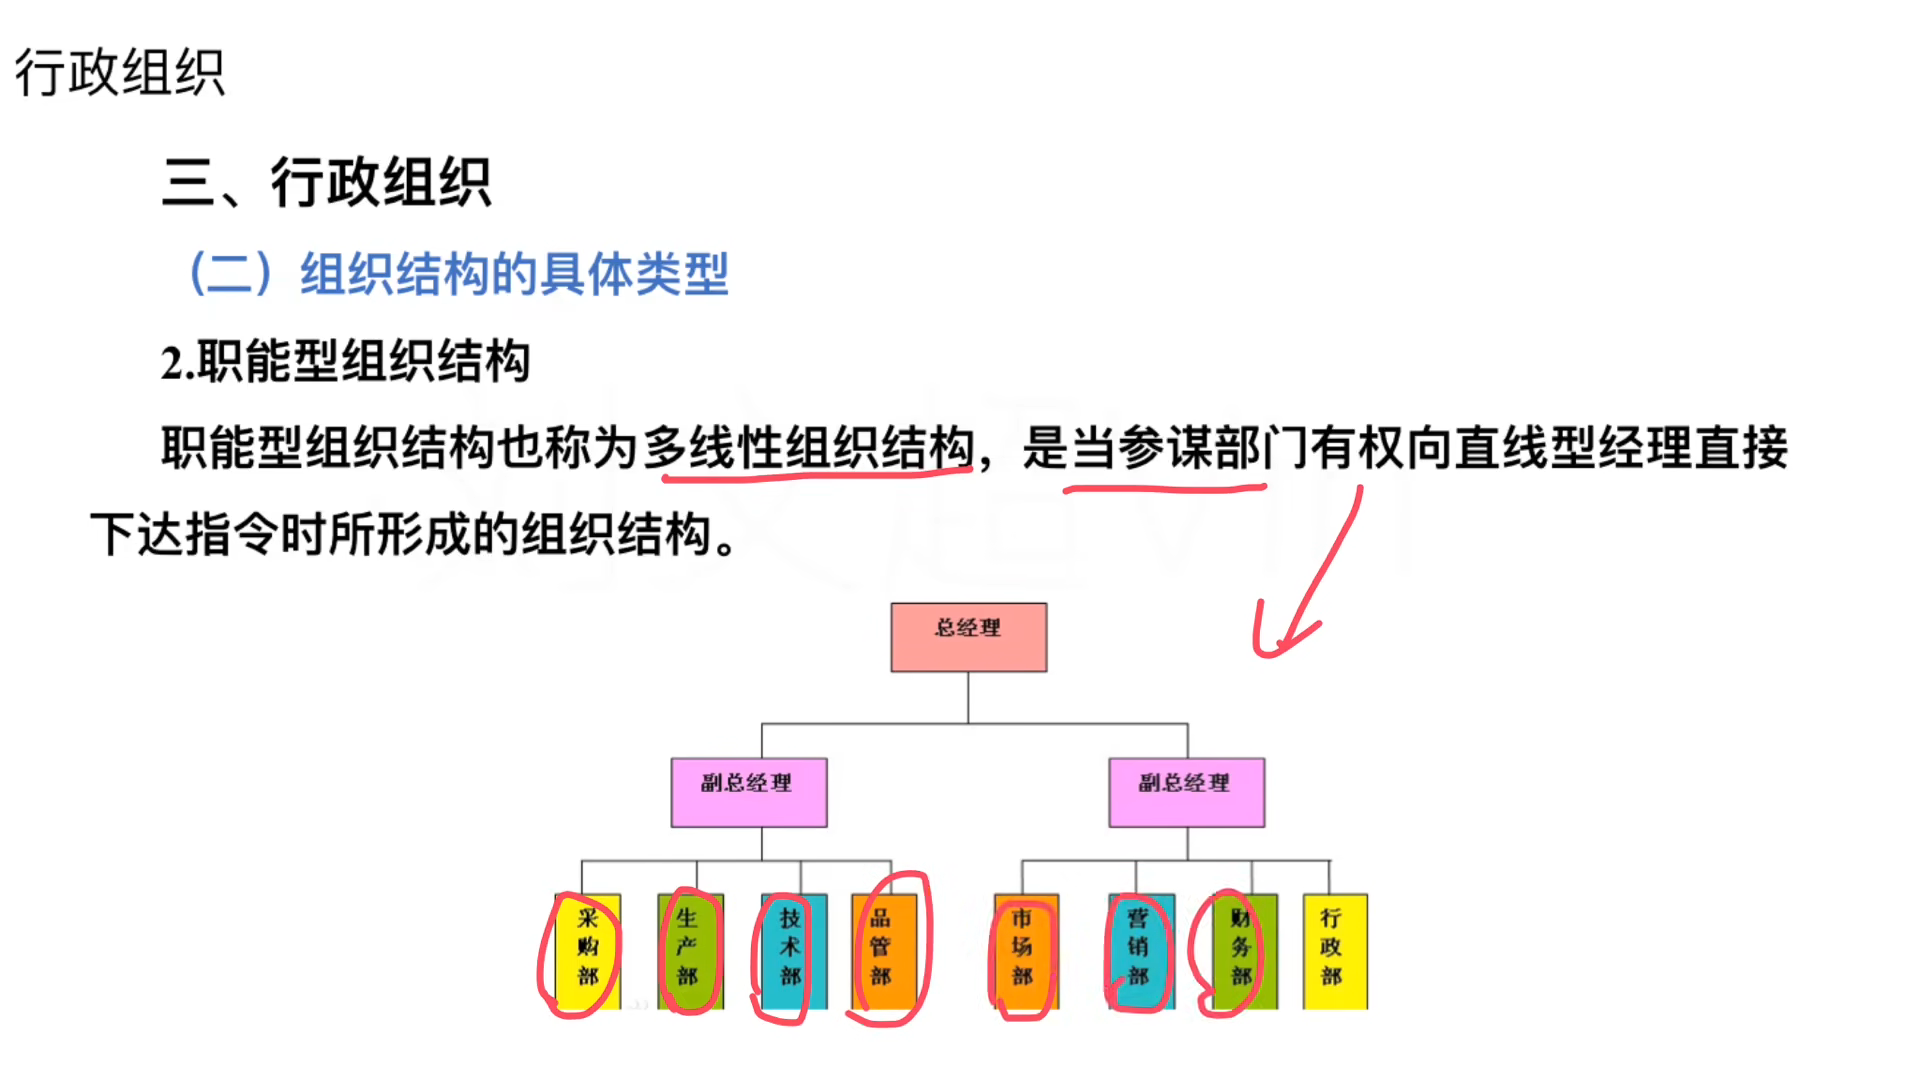 行政组织
三、行政组织
（二）组织结构的具体类型
2.职能型组织结构
职能型组织结构也称为多线性组织结构，是当参谋部门有权向直线型经理直接
下达指令时所形成的组织结构。
总经理
副总经理
副总经理
采购部
生产部
技术部
品管部
市场部
营销部
财务部
行政部